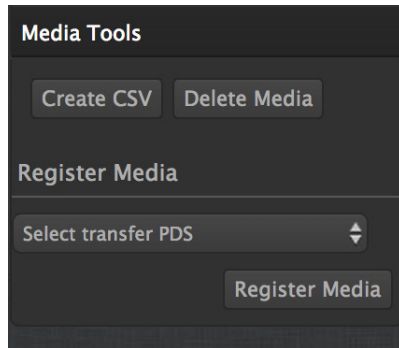 Media Tools
Create CSV Delete Media
Register Media
Select transfer PDS
Register Media